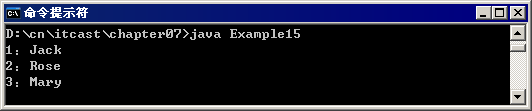 命令提示符
D:\cn\itcast\chapter07>java Example15
1：Jack
2：Rose
3：Mary